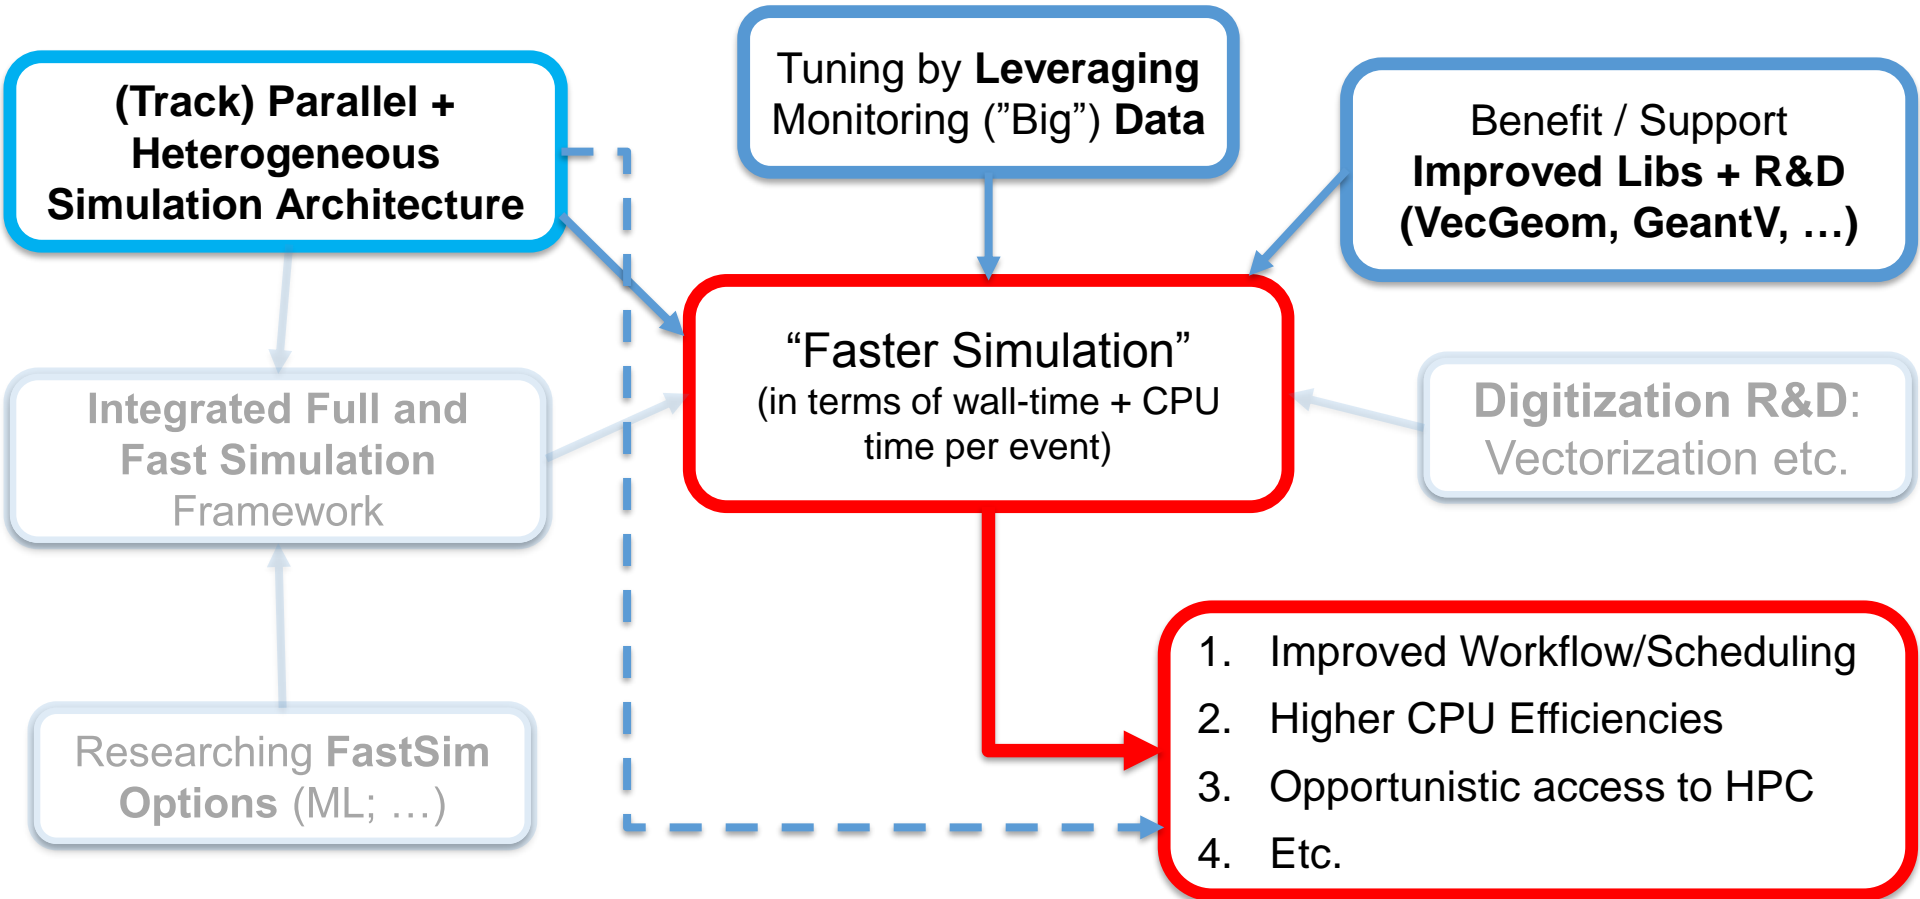 (Track) Parallel +
Heterogeneous
Simulation Architecture
Tuning by Leveraging
Monitoring (”Big”) Data
Benefit / Support
Improved Libs + R&D
(VecGeom, GeantV, …)
“Faster Simulation”
(in terms of wall-time + CPU
time per event)
Integrated Full and
Fast Simulation
Framework
Digitization R&D:
Vectorization etc.
Researching FastSim
Options (ML; …)
1. Improved Workflow/Scheduling
2. Higher CPU Efficiencies
3. Opportunistic access to HPC
4. Etc.